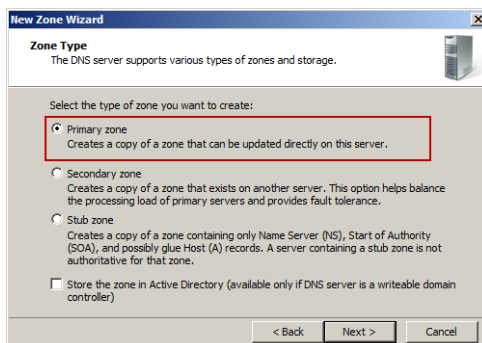 New Zone Wizard
Zone Type
The DNS server supports various types of zones and storage.
Select the type of zone you want to create:
Primary zone
Creates a copy of a zone that can be updated directly on this server.
Secondary zone
Creates a copy of a zone that exists on another server. This option helps balance
the processing load of primary servers and provides fault tolerance.
Stub zone
Creates a copy of a zone containing only Name Server (NS), Start of Authority
(SOA), and possibly glue Host (A) records. A server containing a stub zone is not
authoritative for that zone.
Store the zone in Active Directory (available only if DNS server is a writeable domain
controller)
< Back Next > Cancel